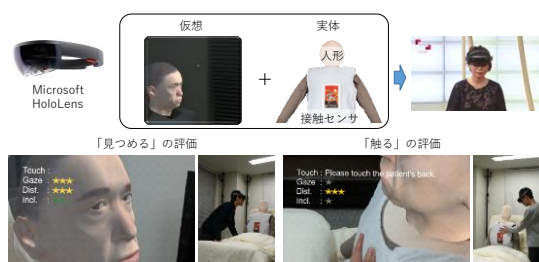 仮想
実体
人形
+
接触センサ
Microsoft
HoloLens
「見つめる」の評価
「触る」の評価
Touch :
Gaze : ★★★
Dist. : ★★★
Incl. : ★★
Touch : Please touch the patient's back.
Gaze : ★
Dist. : ★★★
Incl. : ★